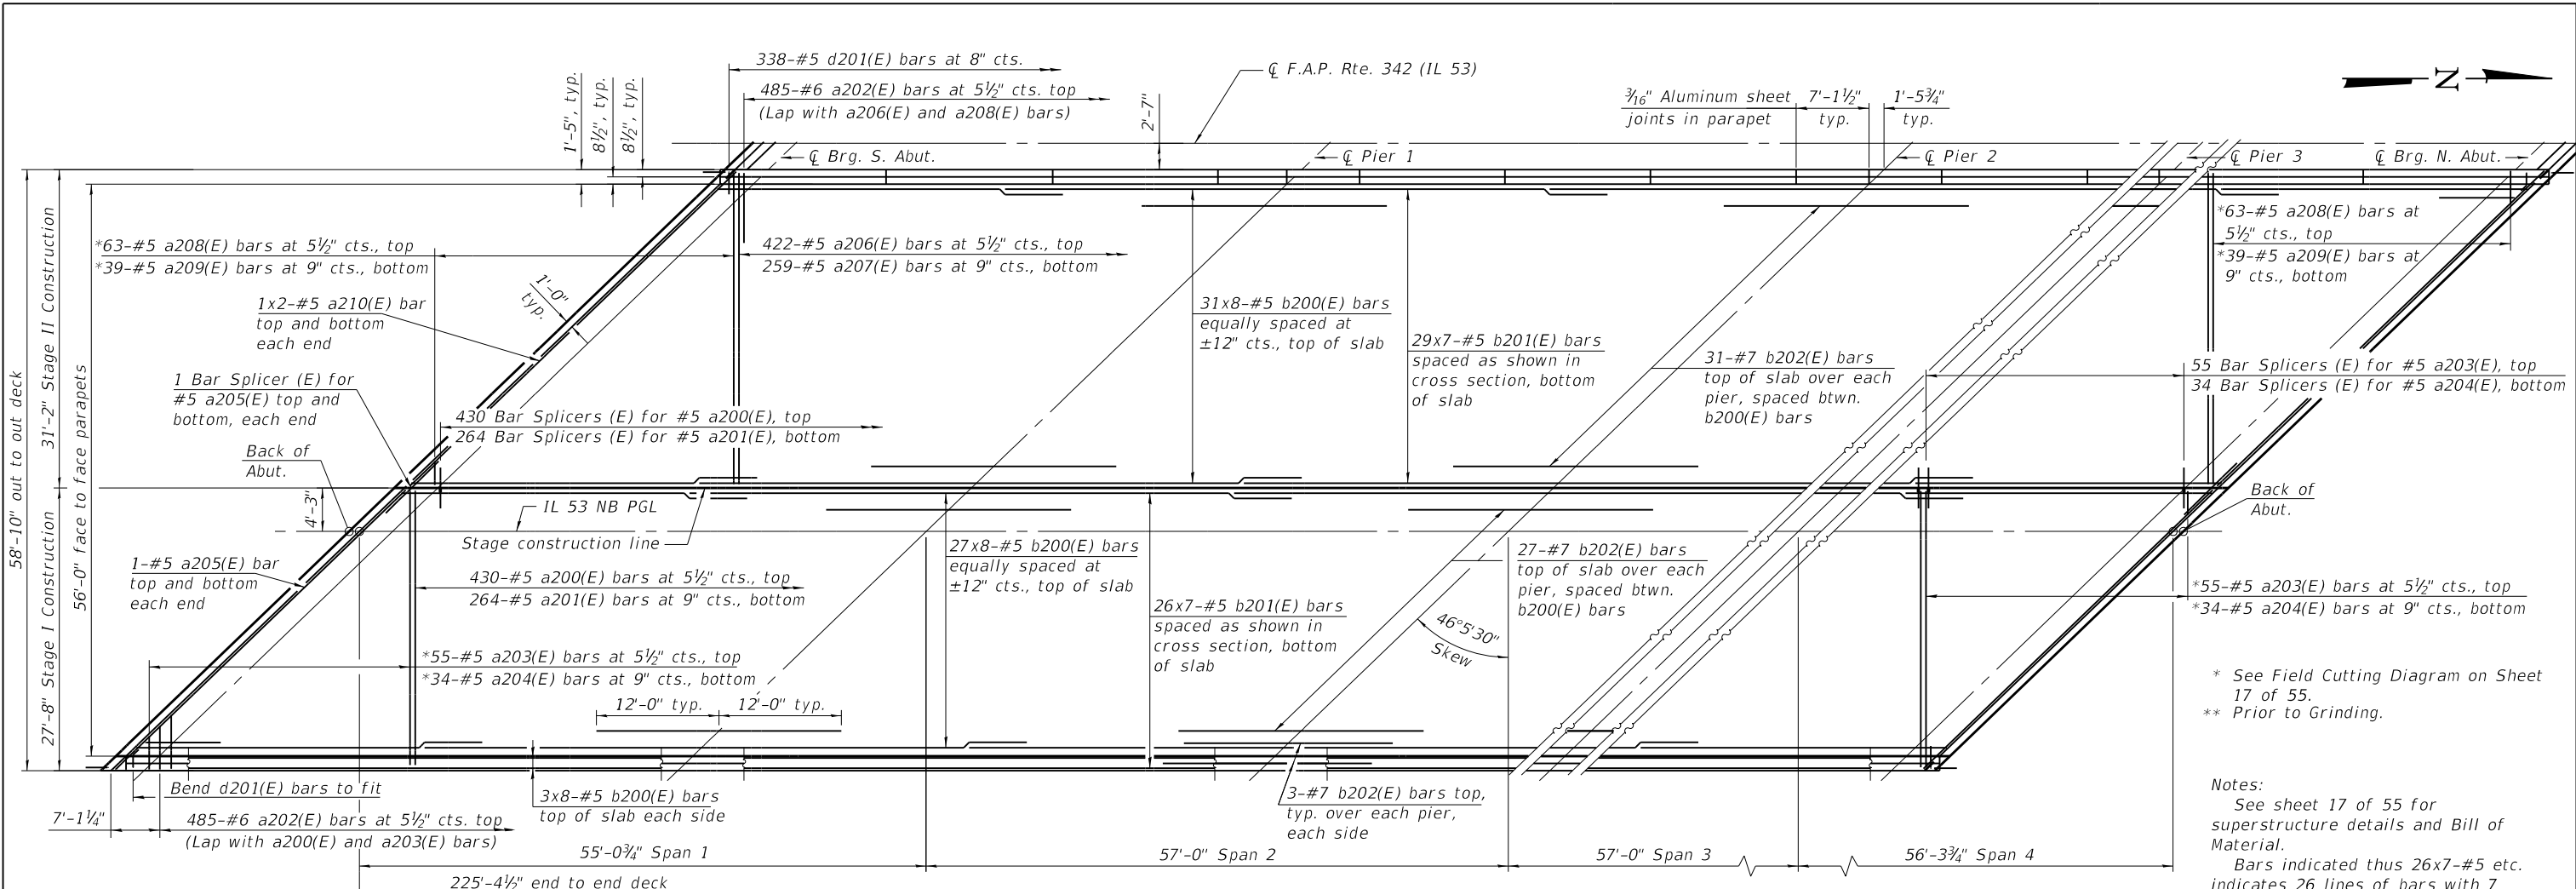 338-#5 d201(E) bars at 8" cts.
485-#6 a202(E) bars at 5½" cts. top
(Lap with a206(E) and a208(E) bars)
℄ F.A.P. Rte. 342 (IL 53)
1'-5", typ.
8½", typ.
8½", typ.
2'-7"
3/16" Aluminum sheet
joints in parapet
7'-1½"
typ.
1'-5¾"
typ.
N
℄ Brg. S. Abut.
℄ Pier 1
℄ Pier 2
℄ Pier 3
℄ Brg. N. Abut.
58'-10" out to out deck
31'-2" Stage II Construction
27'-8" Stage I Construction
56'-0" face to face parapets
*63-#5 a208(E) bars at 5½" cts., top
*39-#5 a209(E) bars at 9" cts., bottom
422-#5 a206(E) bars at 5½" cts., top
259-#5 a207(E) bars at 9" cts., bottom
*63-#5 a208(E) bars at
5½" cts., top
*39-#5 a209(E) bars at
9" cts., bottom
1'-0"
typ.
1x2-#5 a210(E) bar
top and bottom
each end
31x8-#5 b200(E) bars
equally spaced at
±12" cts., top of slab
29x7-#5 b201(E) bars
spaced as shown in
cross section, bottom
of slab
31-#7 b202(E) bars
top of slab over each
pier, spaced btwn.
b200(E) bars
55 Bar Splicers (E) for #5 a203(E), top
34 Bar Splicers (E) for #5 a204(E), bottom
1 Bar Splicer (E) for
#5 a205(E) top and
bottom, each end
430 Bar Splicers (E) for #5 a200(E), top
264 Bar Splicers (E) for #5 a201(E), bottom
Back of
Abut.
4'-3"
IL 53 NB PGL
Stage construction line
Back of
Abut.
1-#5 a205(E) bar
top and bottom
each end
430-#5 a200(E) bars at 5½" cts., top
264-#5 a201(E) bars at 9" cts., bottom
27x8-#5 b200(E) bars
equally spaced at
±12" cts., top of slab
26x7-#5 b201(E) bars
spaced as shown in
cross section, bottom
of slab
27-#7 b202(E) bars
top of slab over each
pier, spaced btwn.
b200(E) bars
46°5'30"
Skew
*55-#5 a203(E) bars at 5½" cts., top
*34-#5 a204(E) bars at 9" cts., bottom
*55-#5 a203(E) bars at 5½" cts., top
*34-#5 a204(E) bars at 9" cts., bottom
12'-0" typ.
12'-0" typ.
* See Field Cutting Diagram on Sheet
17 of 55.
** Prior to Grinding.
Bend d201(E) bars to fit
7'-1¼"
485-#6 a202(E) bars at 5½" cts. top
(Lap with a200(E) and a203(E) bars)
3x8-#5 b200(E) bars
top of slab each side
3-#7 b202(E) bars top,
typ. over each pier,
each side
Notes:
See sheet 17 of 55 for
superstructure details and Bill of
Material.
Bars indicated thus 26x7-#5 etc.
indicates 26 lines of bars with 7
55'-0¾" Span 1
57'-0" Span 2
57'-0" Span 3
56'-3¾" Span 4
225'-4½" end to end deck